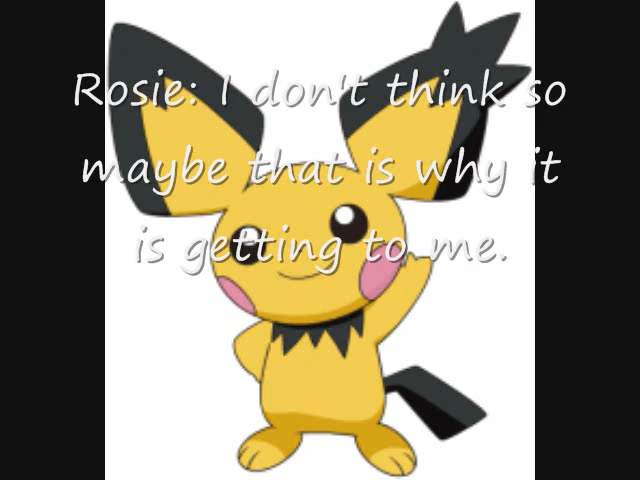 Rosie: I don't think so
maybe that is why it
is getting to me.